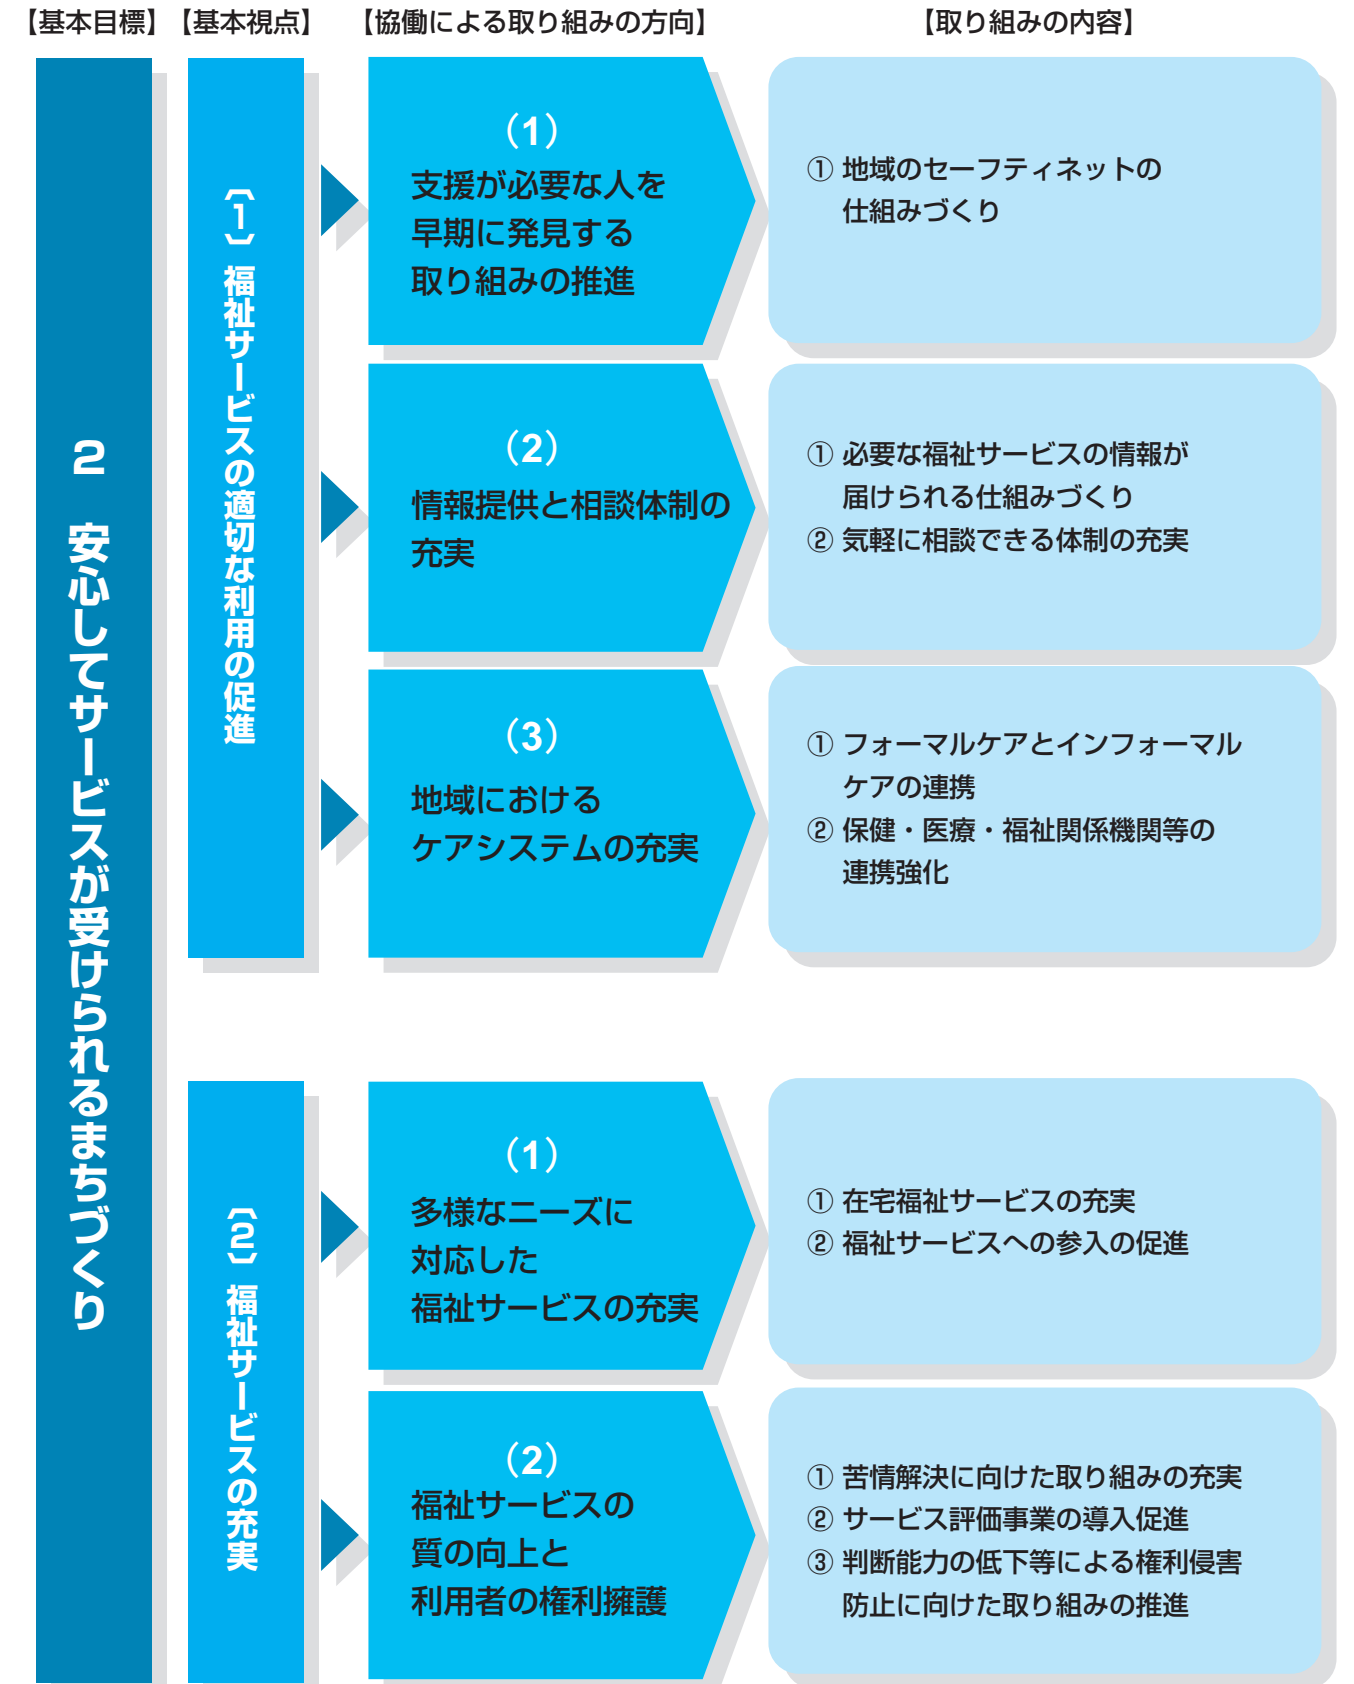 【基本目標】【基本視点】 【協働による取り組みの方向】 【取り組みの内容】
2 安心してサービスが受けられるまちづくり
〔1〕福祉サービスの適切な利用の促進
（1）
支援が必要な人を
早期に発見する
取り組みの推進
① 地域のセーフティネットの
仕組みづくり
（2）
情報提供と相談体制の
充実
① 必要な福祉サービスの情報が
届けられる仕組みづくり
② 気軽に相談できる体制の充実
（3）
地域における
ケアシステムの充実
① フォーマルケアとインフォーマル
ケアの連携
② 保健・医療・福祉関係機関等の
連携強化
〔2〕福祉サービスの充実
（1）
多様なニーズに
対応した
福祉サービスの充実
① 在宅福祉サービスの充実
② 福祉サービスへの参入の促進
（2）
福祉サービスの
質の向上と
利用者の権利擁護
① 苦情解決に向けた取り組みの充実
② サービス評価事業の導入促進
③ 判断能力の低下等による権利侵害
防止に向けた取り組みの推進